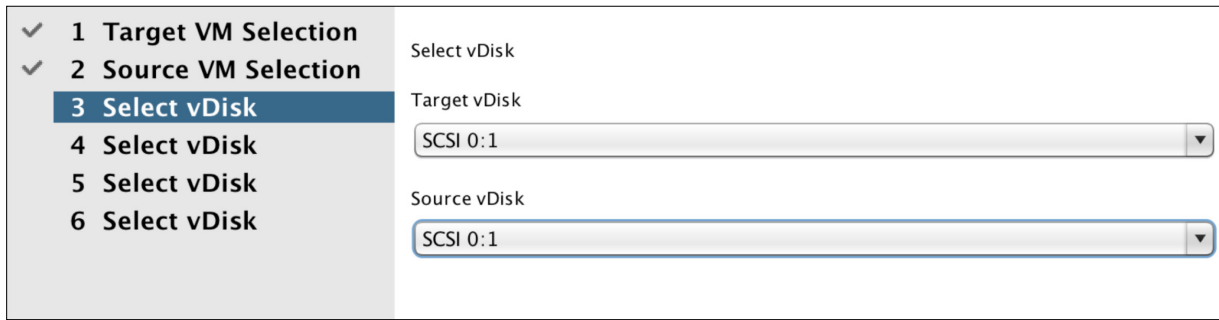 1 Target VM Selection
2 Source VM Selection
3 Select vDisk
4 Select vDisk
5 Select vDisk
6 Select vDisk
Select vDisk
Target vDisk
SCSI 0:1
Source vDisk
SCSI 0:1